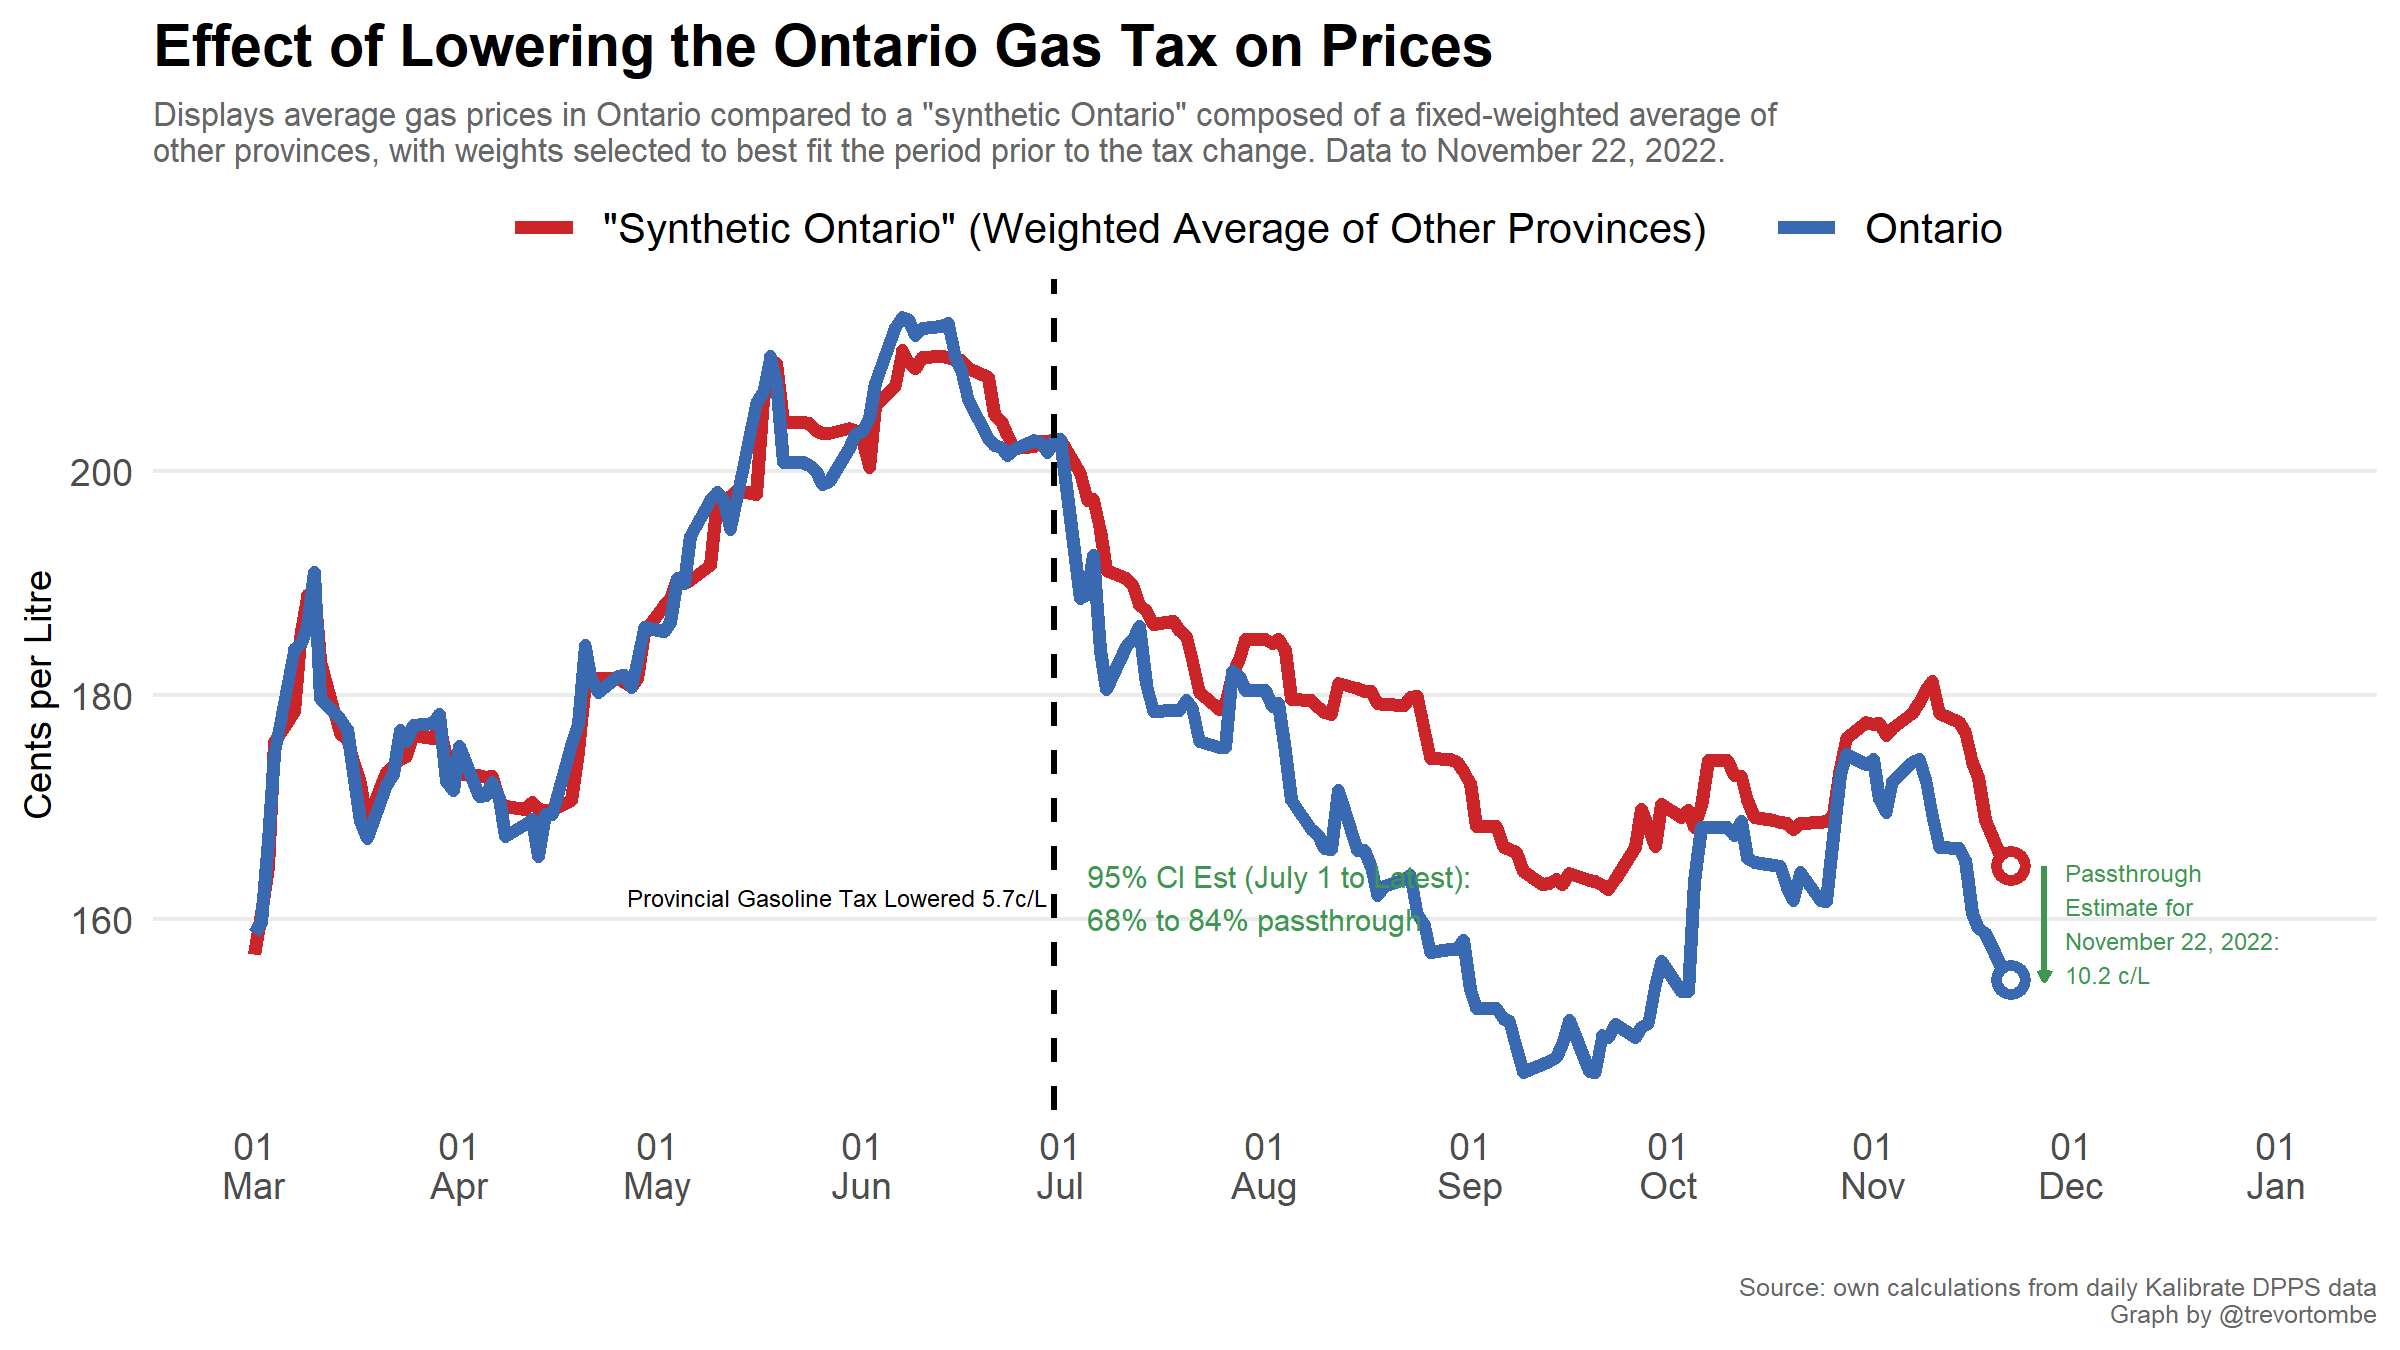 Effect of Lowering the Ontario Gas Tax on Prices
Displays average gas prices in Ontario compared to a "synthetic Ontario" composed of a fixed-weighted average of
other provinces, with weights selected to best fit the period prior to the tax change. Data to November 22, 2022.
"Synthetic Ontario" (Weighted Average of Other Provinces)
Ontario
Cents per Litre
200
180
160
Provincial Gasoline Tax Lowered 5.7c/L
95% CI Est (July 1 to Latest):
68% to 84% passthrough
Passthrough
Estimate for
November 22, 2022:
10.2 c/L
01
Mar
01
Apr
01
May
01
Jun
01
Jul
01
Aug
01
Sep
01
Oct
01
Nov
01
Dec
01
Jan
Source: own calculations from daily Kalibrate DPPS data
Graph by @trevortombe